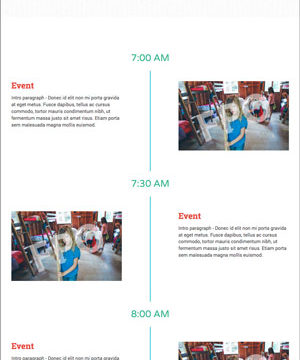 7:00 AM
Event
Intro paragraph - Donec id elit non mi porta gravida
at eget metus. Fusce dapibus, tellus ac cursus
commodo, tortor mauris condimentum nibh, ut
fermentum massa justo sit amet risus. Etiam porta
sem malesuada magna mollis euismod.
7:30 AM
Event
Intro paragraph - Donec id elit non mi porta gravida
at eget metus. Fusce dapibus, tellus ac cursus
commodo, tortor mauris condimentum nibh, ut
fermentum massa justo sit amet risus. Etiam porta
sem malesuada magna mollis euismod.
8:00 AM
Event
Intro paragraph - Donec id elit non mi porta gravida